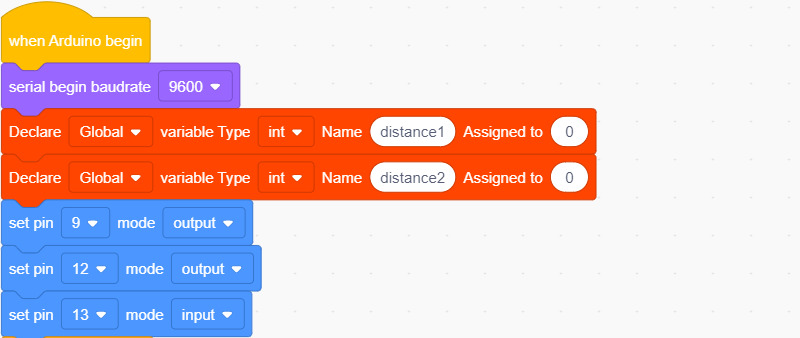 when Arduino begin
serial begin baudrate 9600
Declare Global variable Type int Name distance1 Assigned to 0
Declare Global variable Type int Name distance2 Assigned to 0
set pin 9 mode output
set pin 12 mode output
set pin 13 mode input